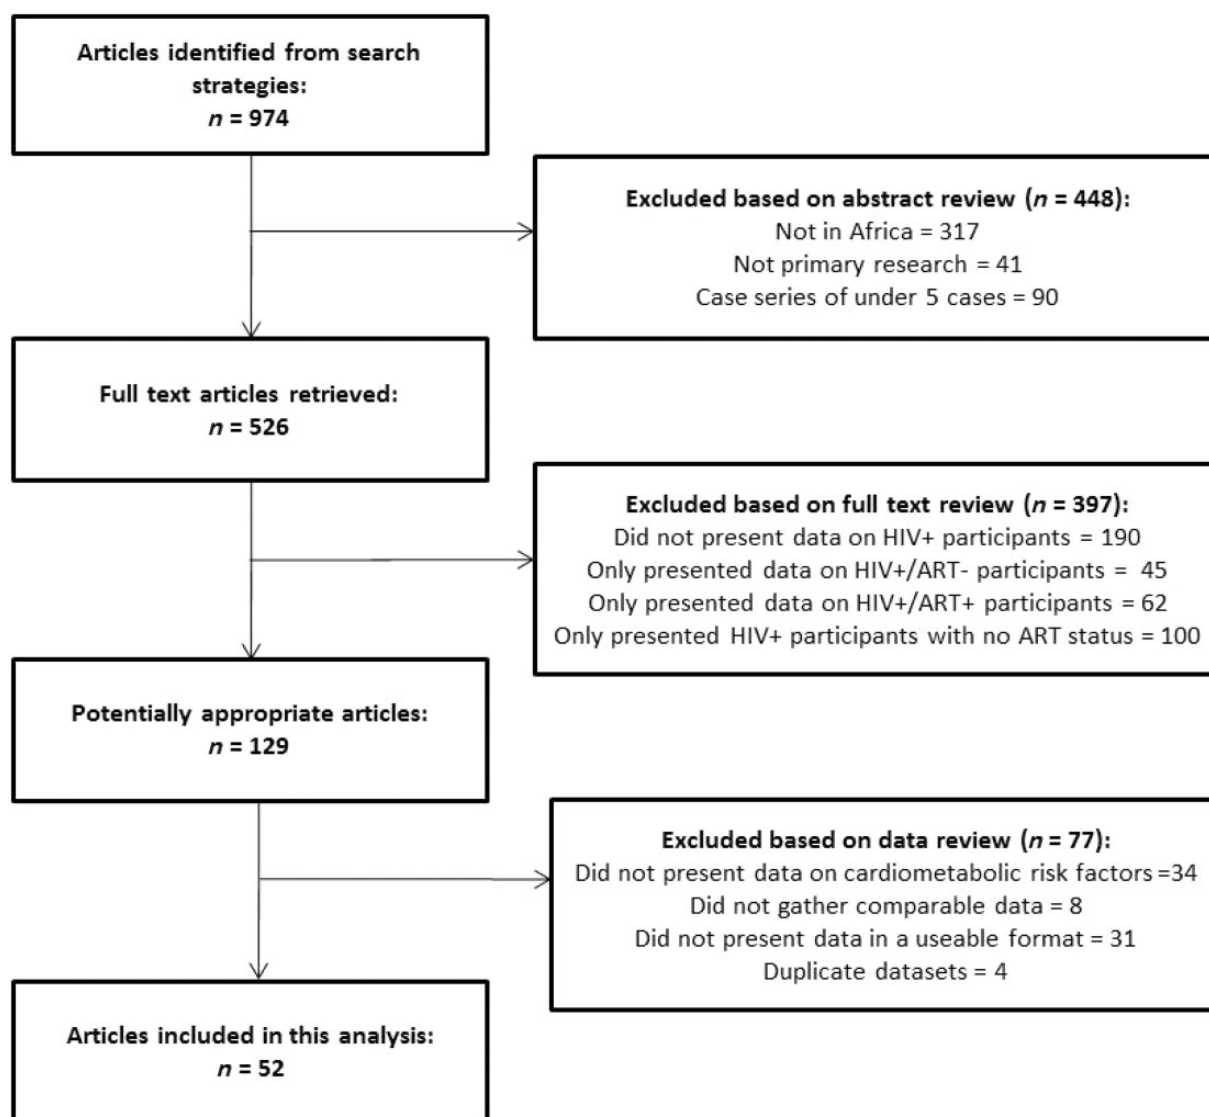 Articles identified from search
strategies:
n = 974
Excluded based on abstract review (n = 448):
Not in Africa = 317
Not primary research = 41
Case series of under 5 cases = 90
Full text articles retrieved:
n = 526
Excluded based on full text review (n = 397):
Did not present data on HIV+ participants = 190
Only presented data on HIV+/ART- participants = 45
Only presented data on HIV+/ART+ participants = 62
Only presented HIV+ participants with no ART status = 100
Potentially appropriate articles:
n = 129
Excluded based on data review (n = 77):
Did not present data on cardiometabolic risk factors =34
Did not gather comparable data = 8
Did not present data in a useable format = 31
Duplicate datasets = 4
Articles included in this analysis:
n = 52